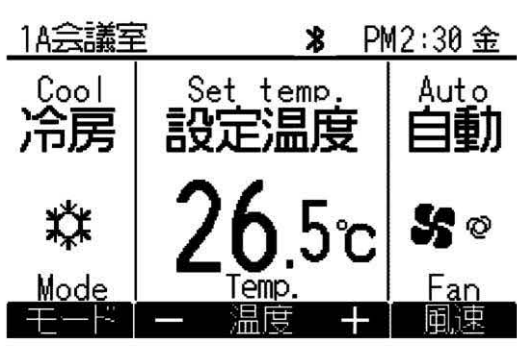 1A会議室 PM2:30 金
Cool Set temp. Auto
冷房 設定温度 自動
26.5℃
Mode Temp. Fan
モード − 温度 + 風速